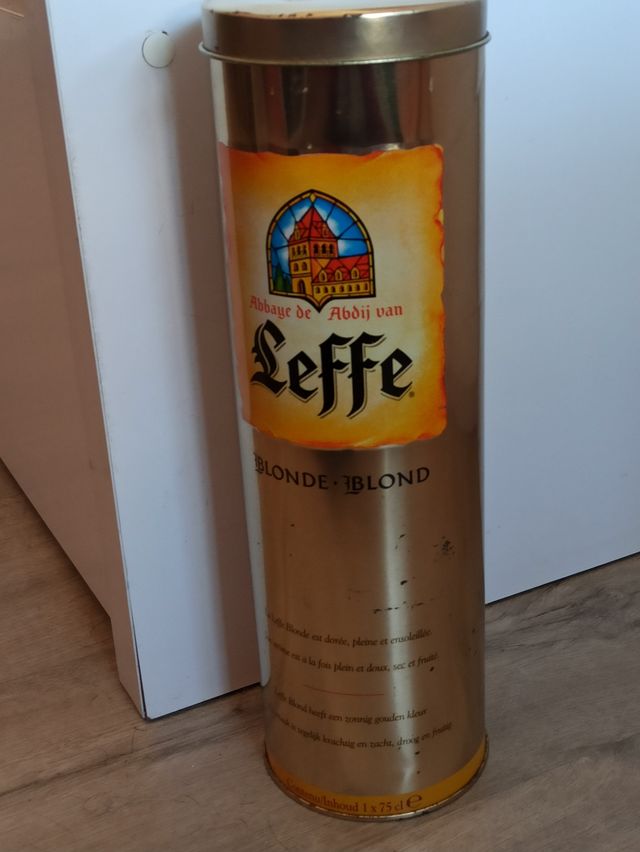 Abbaye de Abdij van
Leffe
BLONDE · BLOND
Leffe Blonde est dorée, pleine et ensoleillée.
est à la fois plein et doux, sec et fruité.
Leffe Blond heeft een zonnig gouden kleur
is tegelijk krachtig en zacht, droog en fruitig
Contenu/Inhoud 1 x 75 cl ℮